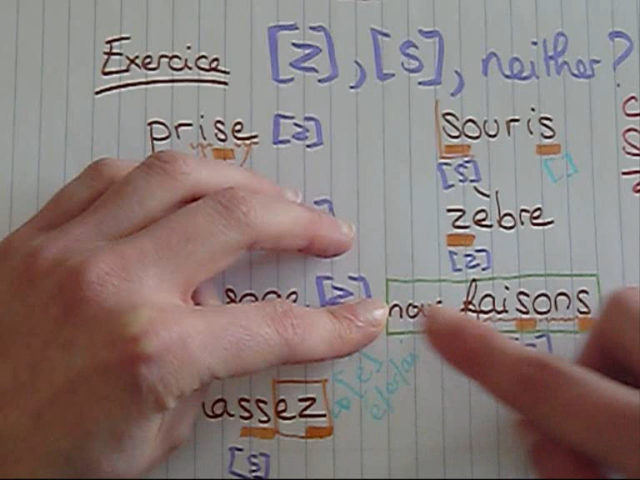 Exercice [z], [s], neither?
prise [z]
souris
[s] [ ]
zèbre
[z]
nous faisons
assez
[s]